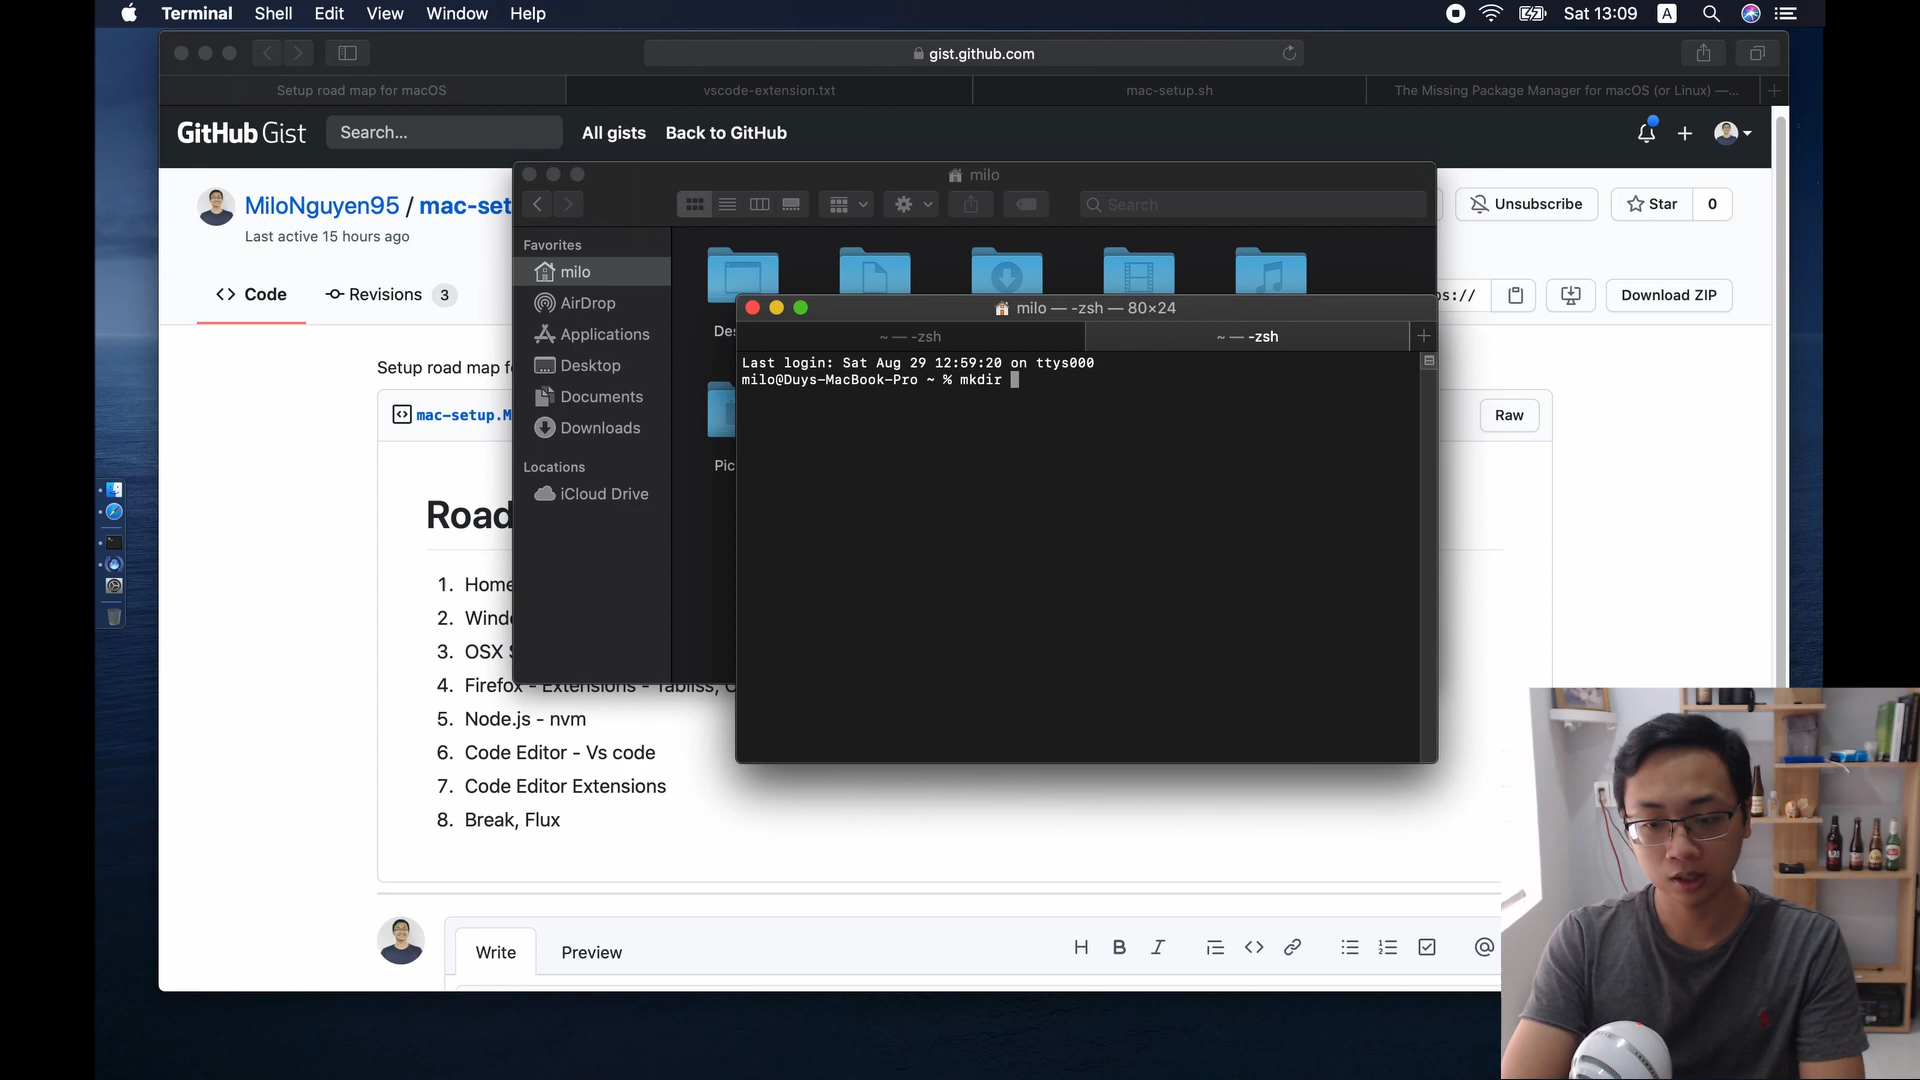 Terminal Shell Edit View Window Help Sat 13:09 A
gist.github.com
Setup road map for macOS vscode-extension.txt mac-setup.sh The Missing Package Manager for macOS (or Linux) —...
GitHub Gist Search... All gists Back to GitHub
milo
MiloNguyen95 / mac-set
Last active 15 hours ago
Unsubscribe Star 0
Search
Code Revisions 3
Download ZIP
Favorites
milo
AirDrop
Applications
Desktop
Documents
Downloads
Locations
iCloud Drive
Des
Pic
milo — -zsh — 80×24
~ — -zsh ~ — -zsh
Last login: Sat Aug 29 12:59:20 on ttys000
milo@Duys-MacBook-Pro ~ % mkdir
Setup road map f
mac-setup.M
Raw
Road
1. Home
2. Windo
3. OSX S
4. Firefox - Extensions - Tabliss, C
5. Node.js - nvm
6. Code Editor - Vs code
7. Code Editor Extensions
8. Break, Flux
Write Preview H B I @